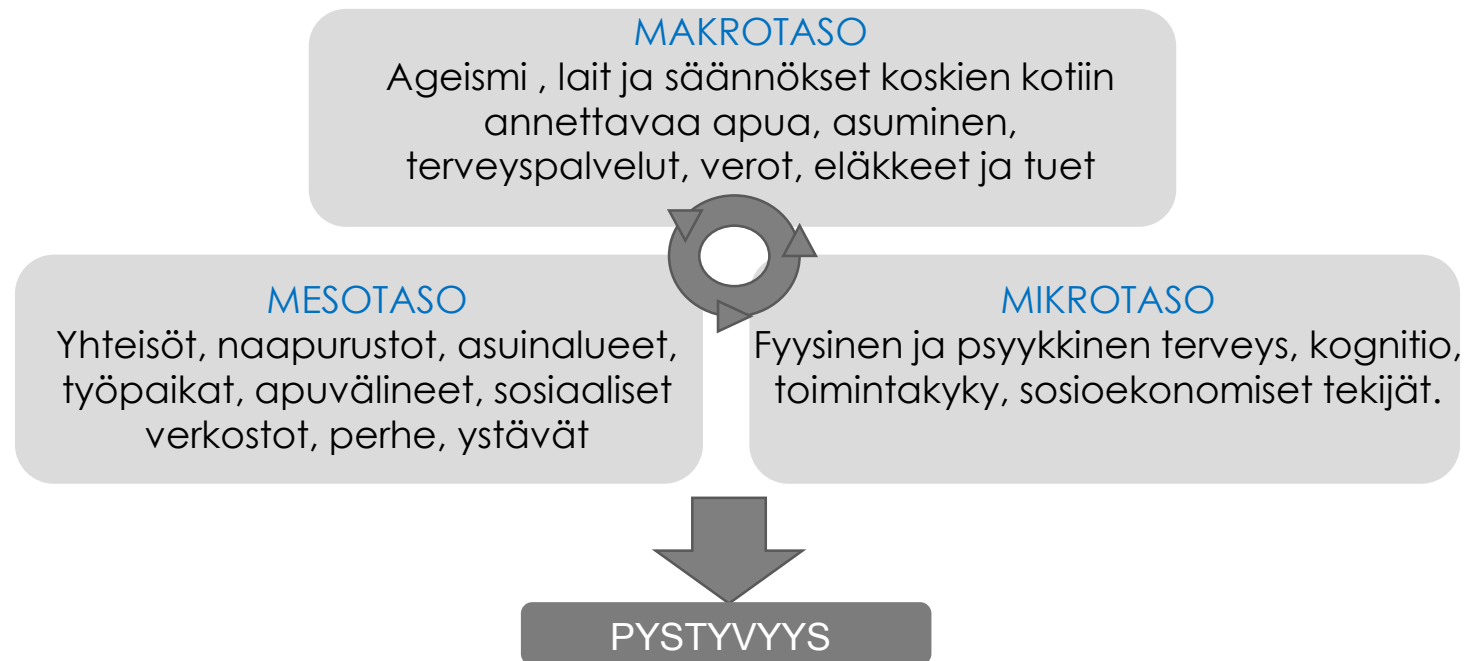 MAKROTASO
Ageismi , lait ja säännökset koskien kotiin
annettavaa apua, asuminen,
terveyspalvelut, verot, eläkkeet ja tuet
MESOTASO
Yhteisöt, naapurustot, asuinalueet,
työpaikat, apuvälineet, sosiaaliset
verkostot, perhe, ystävät
MIKROTASO
Fyysinen ja psyykkinen terveys, kognitio,
toimintakyky, sosioekonomiset tekijät.
PYSTYVYYS